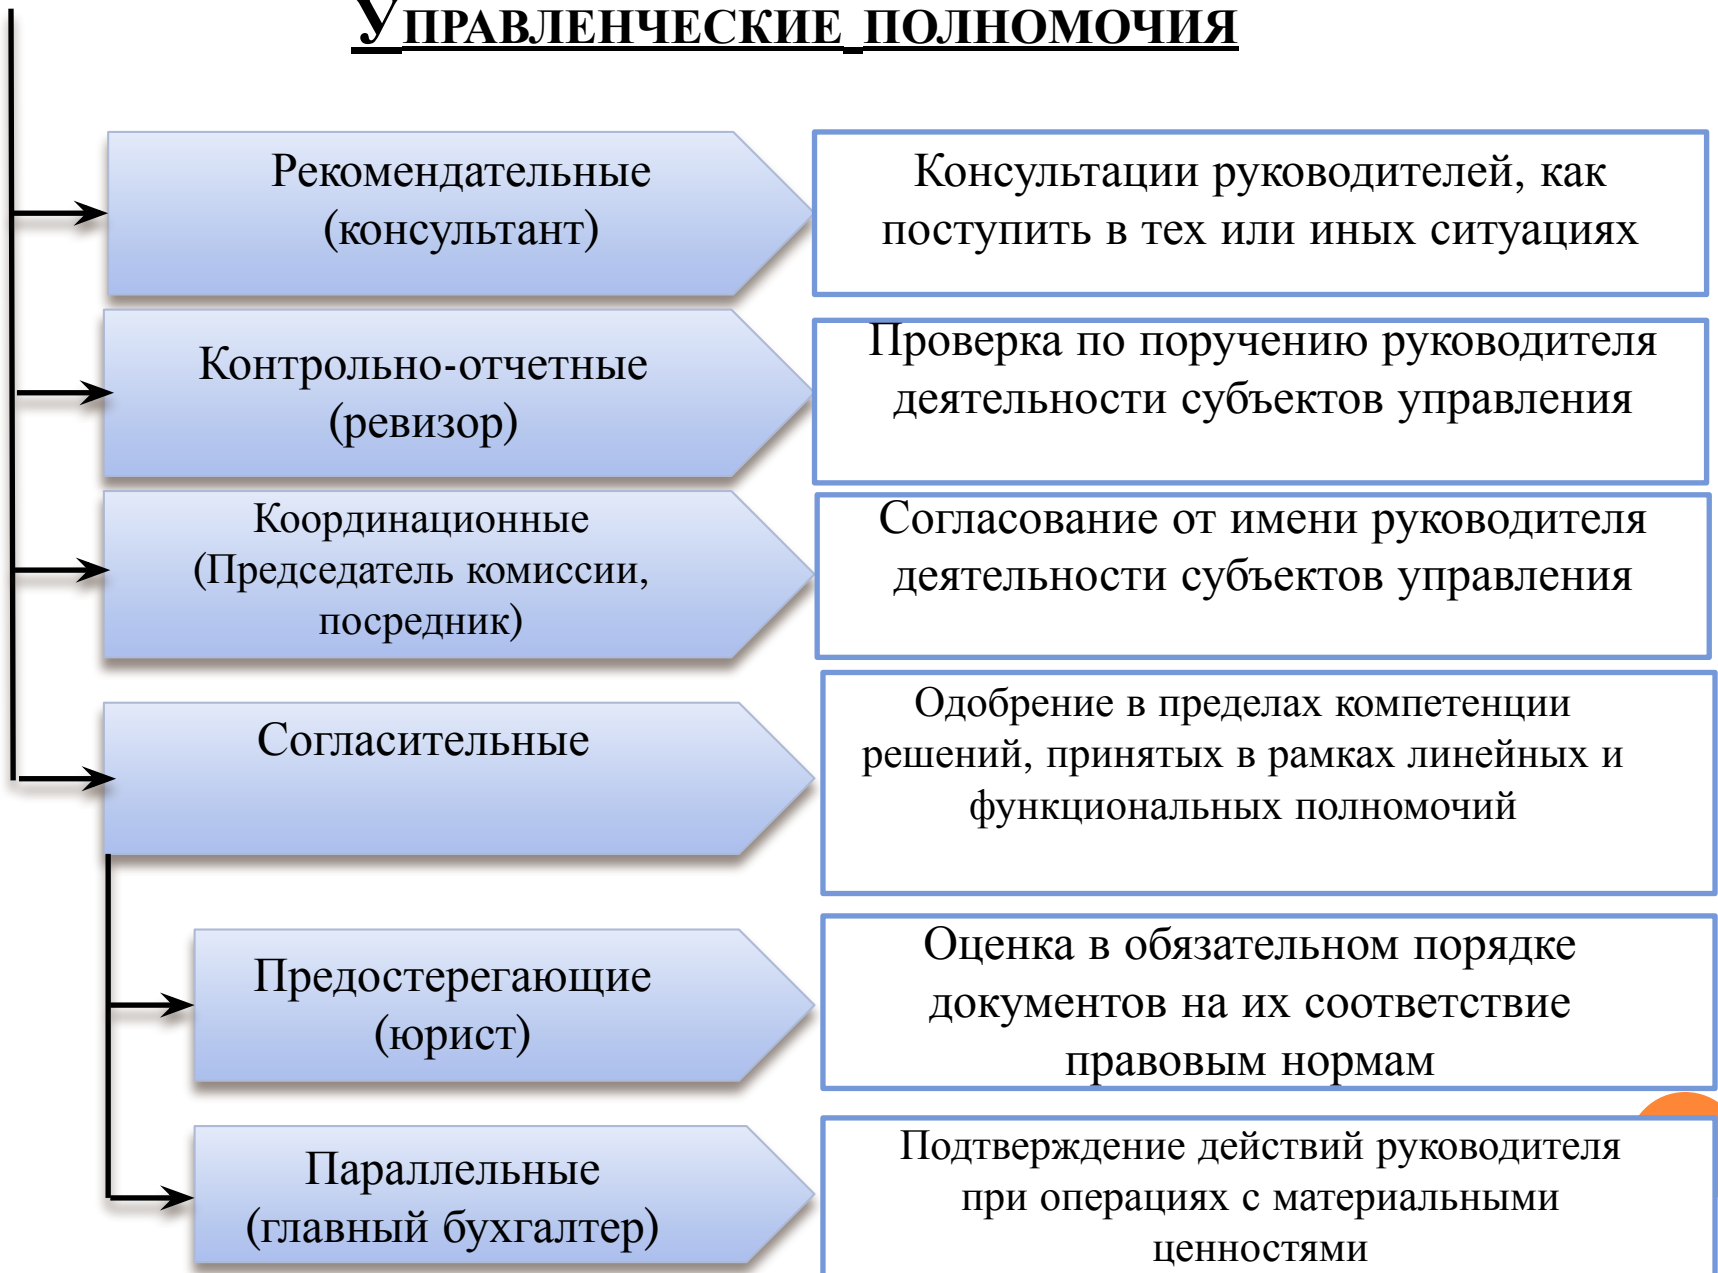 Управленческие полномочия
Рекомендательные
(консультант)
Консультации руководителей, как
поступить в тех или иных ситуациях
Контрольно-отчетные
(ревизор)
Проверка по поручению руководителя
деятельности субъектов управления
Координационные
(Председатель комиссии,
посредник)
Согласование от имени руководителя
деятельности субъектов управления
Согласительные
Одобрение в пределах компетенции
решений, принятых в рамках линейных и
функциональных полномочий
Предостерегающие
(юрист)
Оценка в обязательном порядке
документов на их соответствие
правовым нормам
Параллельные
(главный бухгалтер)
Подтверждение действий руководителя
при операциях с материальными
ценностями